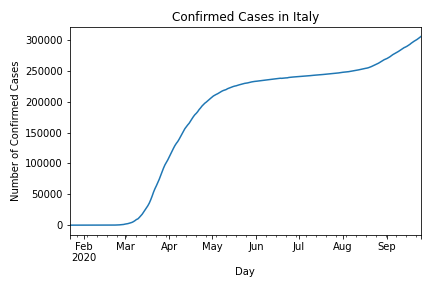 Confirmed Cases in Italy
Number of Confirmed Cases
300000
250000
200000
150000
100000
50000
0
Feb Mar Apr May Jun Jul Aug Sep
2020
Day